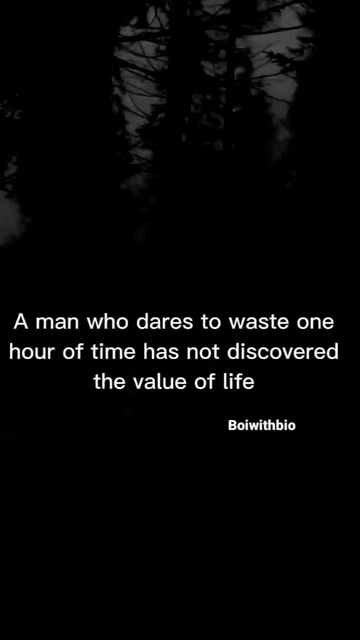 A man who dares to waste one
hour of time has not discovered
the value of life
Boiwithbio